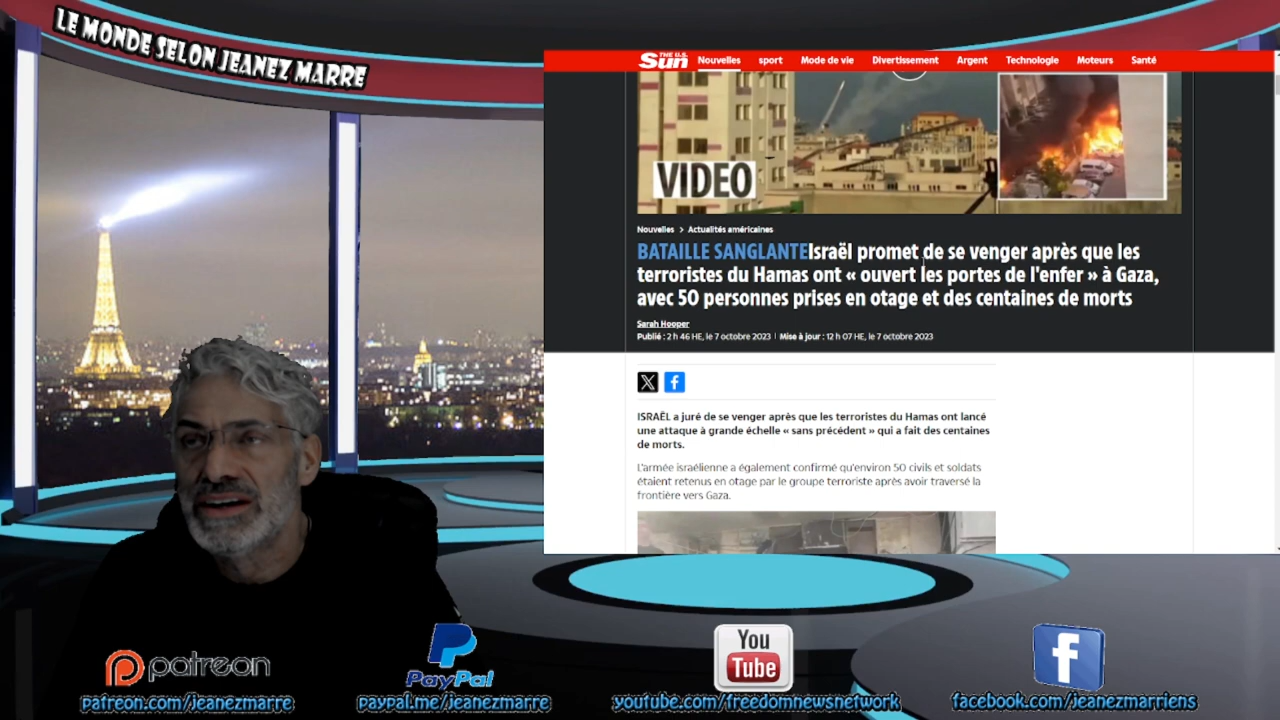 LE MONDE SELON JEANEZ MARRE
THE U.S. Sun
Nouvelles sport Mode de vie Divertissement Argent Technologie Moteurs Santé
VIDEO
Nouvelles > Actualités américaines
BATAILLE SANGLANTEIsraël promet de se venger après que les
terroristes du Hamas ont « ouvert les portes de l'enfer » à Gaza,
avec 50 personnes prises en otage et des centaines de morts
Sarah Hooper
Publié : 2 h 46 HE, le 7 octobre 2023 | Mise à jour : 12 h 07 HE, le 7 octobre 2023
ISRAËL a juré de se venger après que les terroristes du Hamas ont lancé
une attaque à grande échelle « sans précédent » qui a fait des centaines
de morts.
L'armée israélienne a également confirmé qu'environ 50 civils et soldats
étaient retenus en otage par le groupe terroriste après avoir traversé la
frontière vers Gaza.
patreon
PayPal
You
Tube
patreon.com/jeanezmarre
paypal.me/jeanezmarre
youtube.com/freedomnewsnetwork
facebook.com/jeanezmarriens